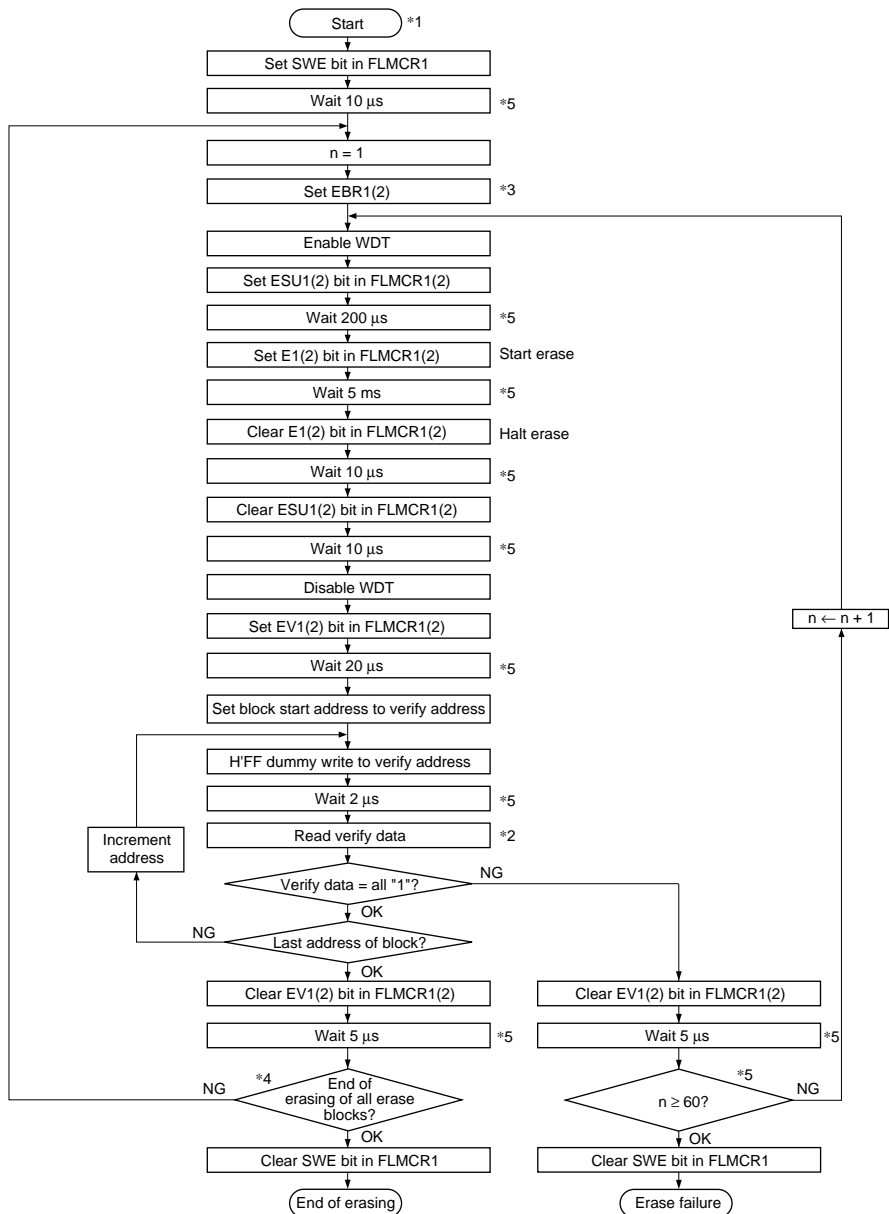 Start *1
Set SWE bit in FLMCR1
Wait 10 µs *5
n = 1
Set EBR1(2) *3
Enable WDT
Set ESU1(2) bit in FLMCR1(2)
Wait 200 µs *5
Set E1(2) bit in FLMCR1(2) Start erase
Wait 5 ms *5
Clear E1(2) bit in FLMCR1(2) Halt erase
Wait 10 µs *5
Clear ESU1(2) bit in FLMCR1(2)
Wait 10 µs *5
Disable WDT
n ← n + 1
Set EV1(2) bit in FLMCR1(2)
Wait 20 µs *5
Set block start address to verify address
H'FF dummy write to verify address
Wait 2 µs *5
Increment
address
Read verify data *2
Verify data = all "1"? NG
OK
NG Last address of block?
OK
Clear EV1(2) bit in FLMCR1(2) Clear EV1(2) bit in FLMCR1(2)
Wait 5 µs *5 Wait 5 µs *5
NG *4 End of
erasing of all erase
blocks?
*5
n ≥ 60? NG
OK OK
Clear SWE bit in FLMCR1 Clear SWE bit in FLMCR1
End of erasing Erase failure